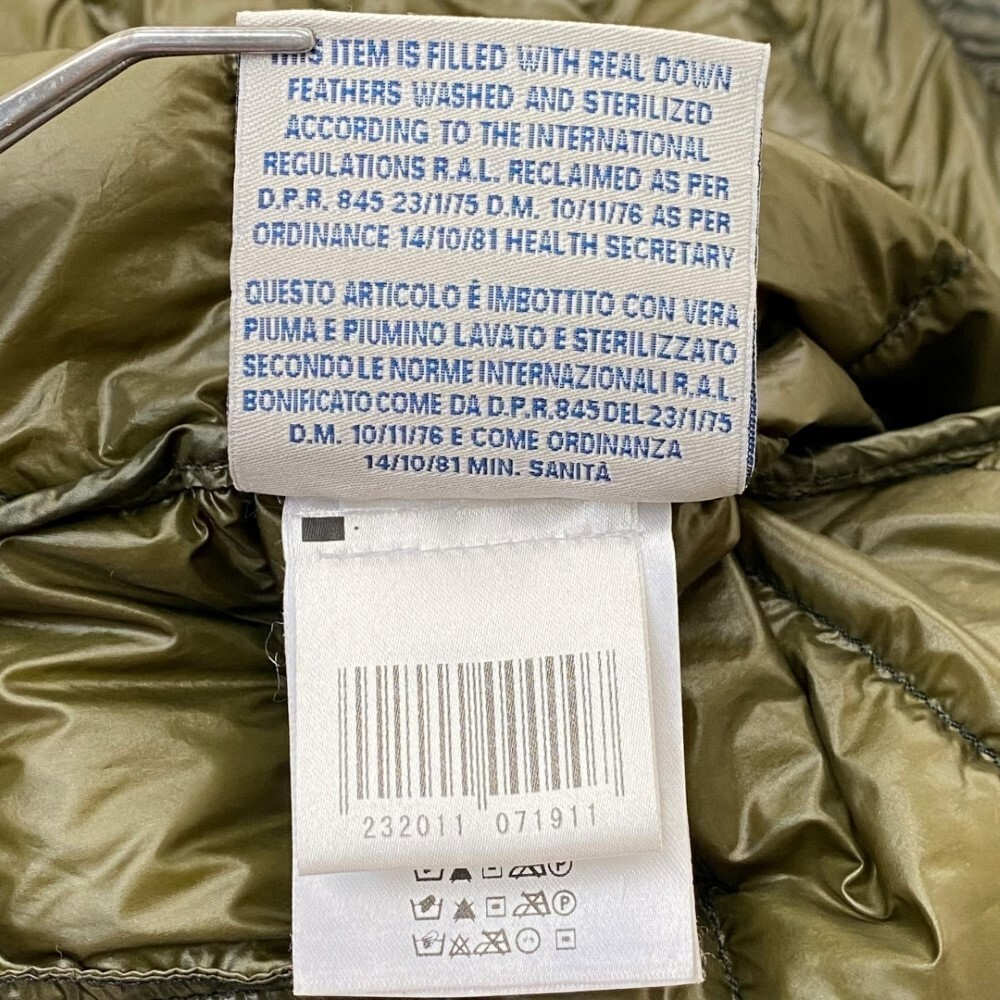 THIS ITEM IS FILLED WITH REAL DOWN
FEATHERS WASHED AND STERILIZED
ACCORDING TO THE INTERNATIONAL
REGULATIONS R.A.L. RECLAIMED AS PER
D.P.R. 845 23/1/75 D.M. 10/11/76 AS PER
ORDINANCE 14/10/81 HEALTH SECRETARY
QUESTO ARTICOLO É IMBOTTITO CON VERA
PIUMA E PIUMINO LAVATO E STERILIZZATO
SECONDO LE NORME INTERNAZIONALI R.A.L.
BONIFICATO COME DA D.P.R.845 DEL 23/1/75
D.M. 10/11/76 E COME ORDINANZA
14/10/81 MIN. SANITÀ
232011 071911
P
P